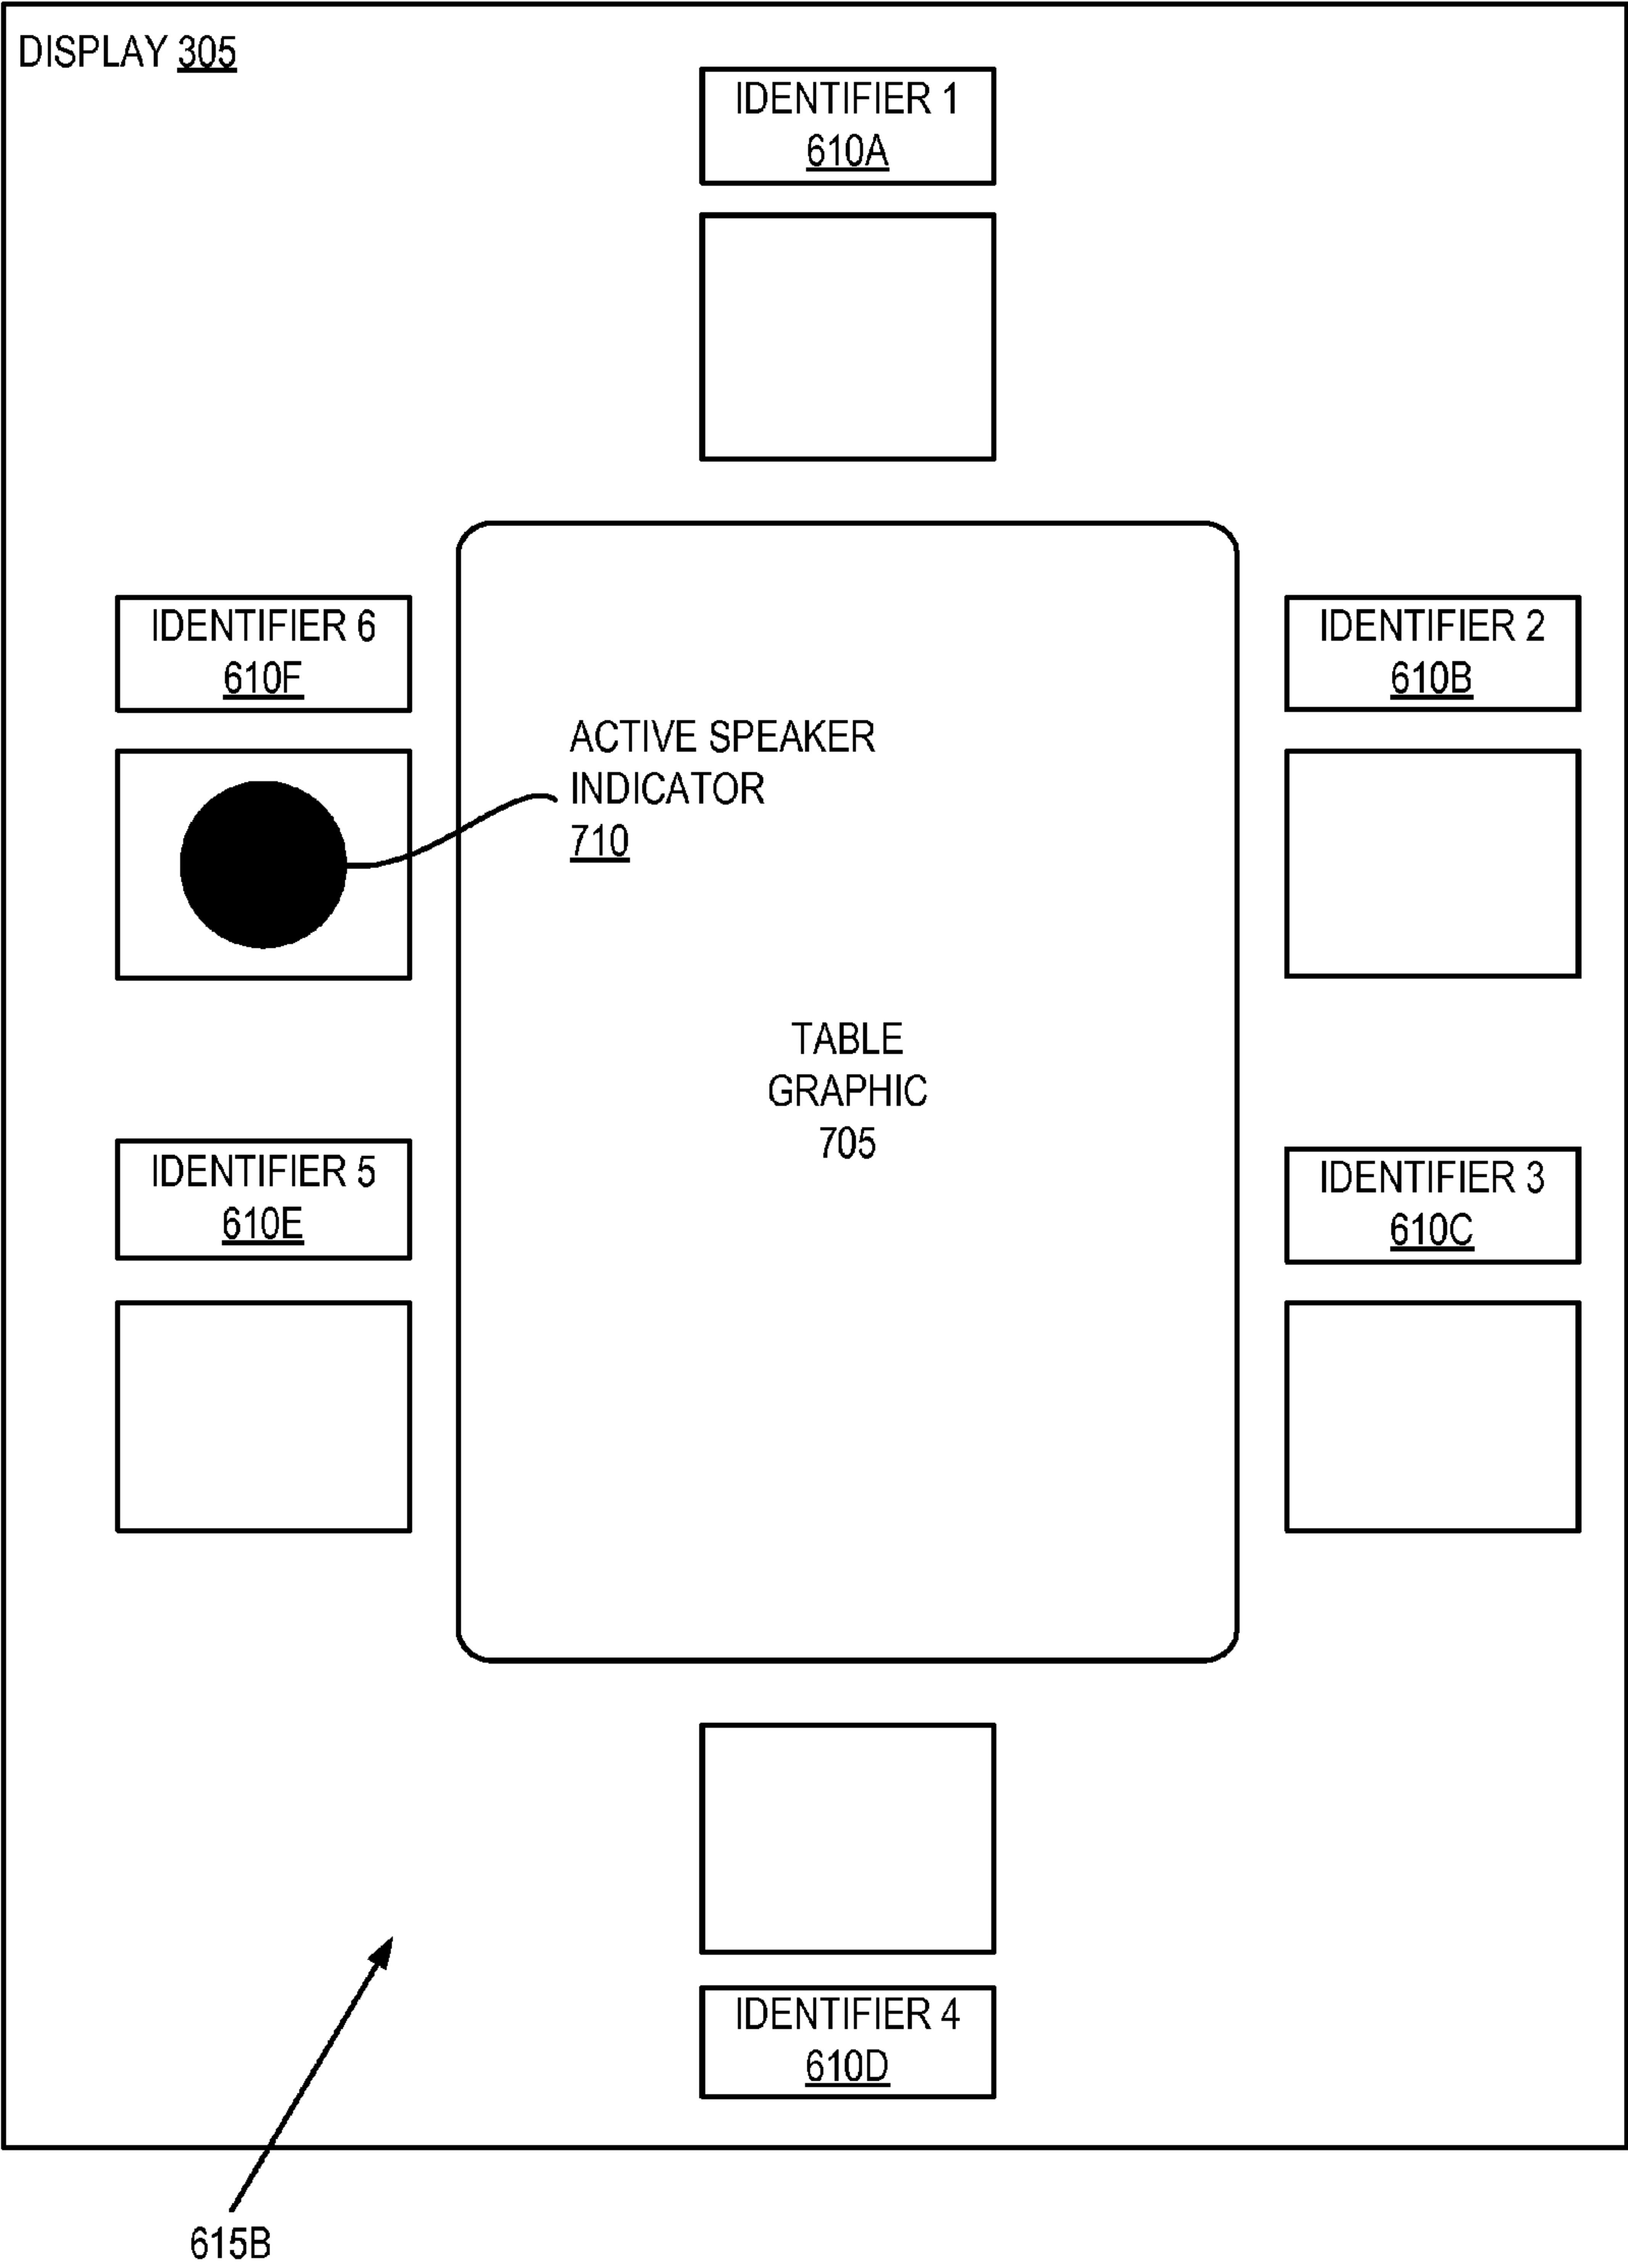 DISPLAY 305
IDENTIFIER 1
610A
IDENTIFIER 6
610F
IDENTIFIER 2
610B
ACTIVE SPEAKER
INDICATOR
710
TABLE
GRAPHIC
705
IDENTIFIER 5
610E
IDENTIFIER 3
610C
IDENTIFIER 4
610D
615B